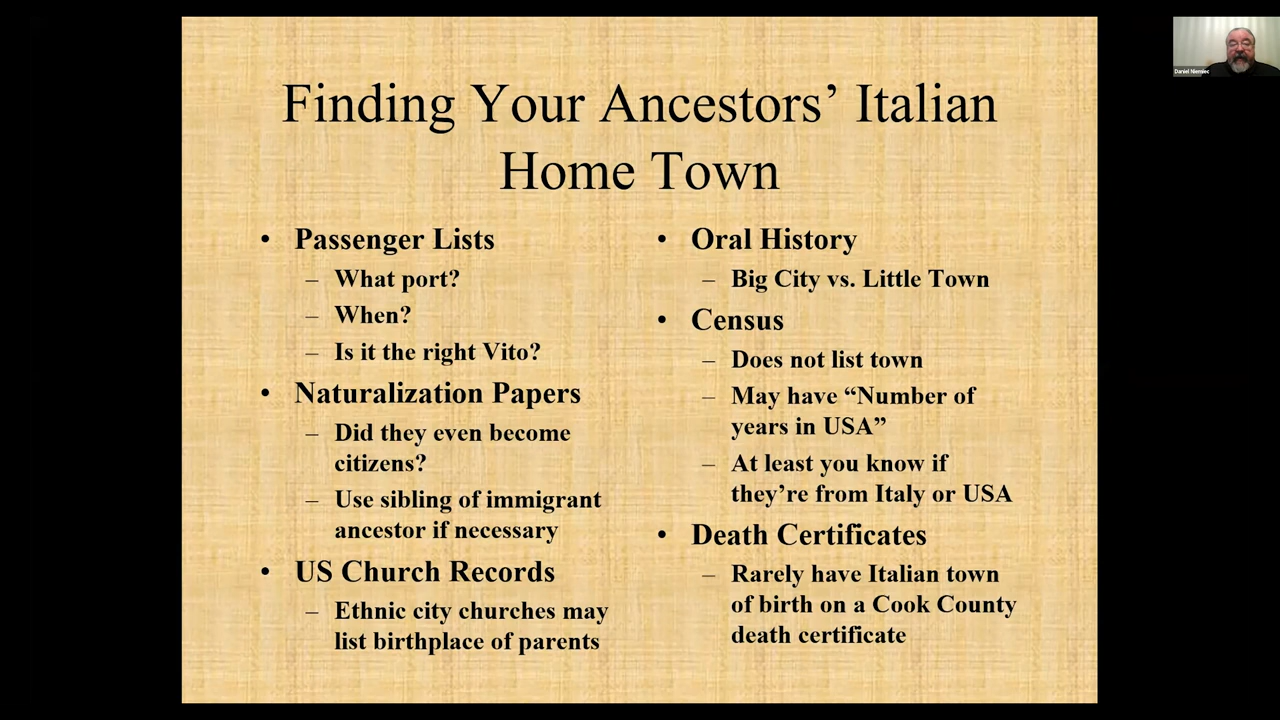 Finding Your Ancestors’ Italian
Home Town
• Passenger Lists
– What port?
– When?
– Is it the right Vito?
• Naturalization Papers
– Did they even become
citizens?
– Use sibling of immigrant
ancestor if necessary
• US Church Records
– Ethnic city churches may
list birthplace of parents
• Oral History
– Big City vs. Little Town
• Census
– Does not list town
– May have “Number of
years in USA”
– At least you know if
they’re from Italy or USA
• Death Certificates
– Rarely have Italian town
of birth on a Cook County
death certificate
Daniel Niemiec